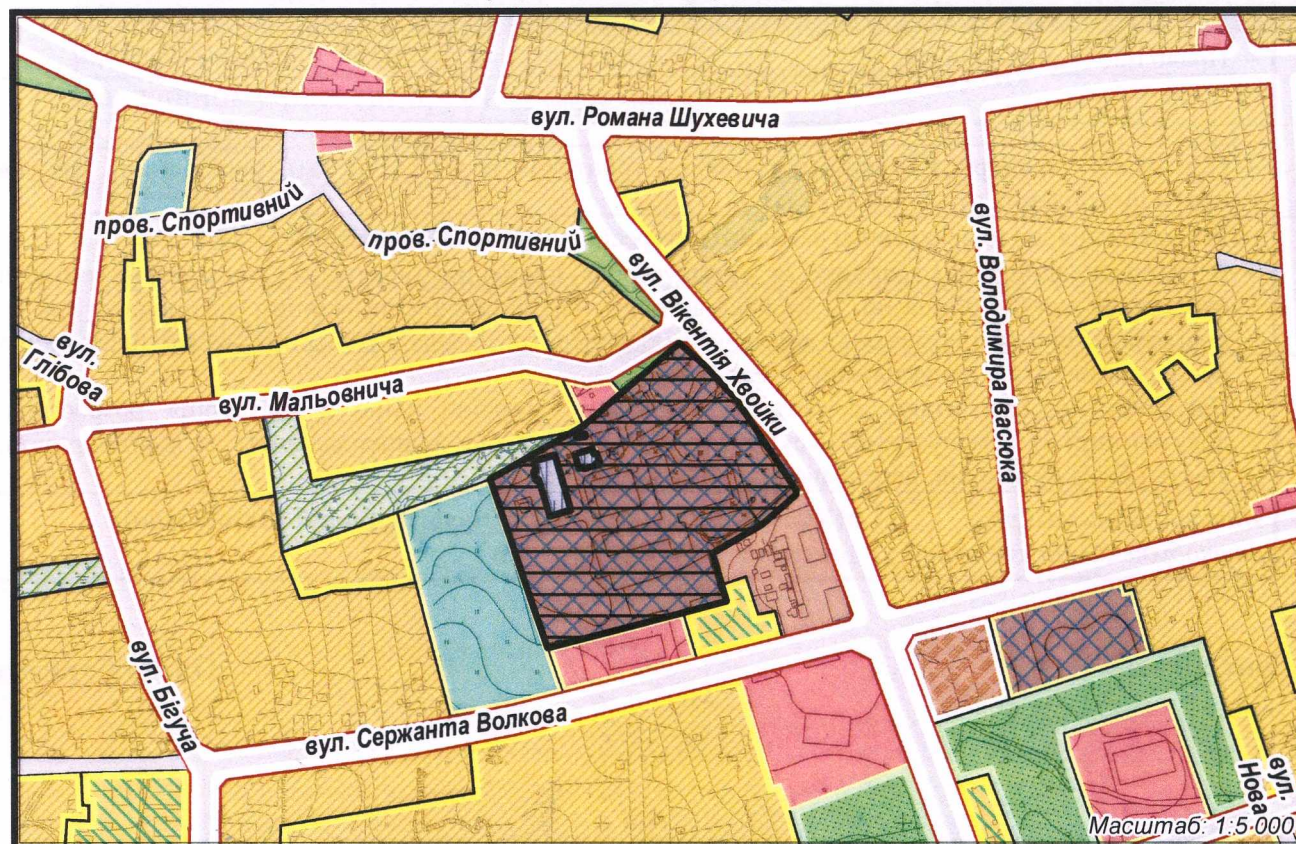 вул. Романа Шухевича
пров. Спортивний
пров. Спортивний
вул. Вікентія Хвойки
вул. Володимира Івасюка
вул.
Глібова
вул. Мальовнича
вул. Бігуча
вул. Сержанта Волкова
вул.
Нова
Масштаб: 1:5 000